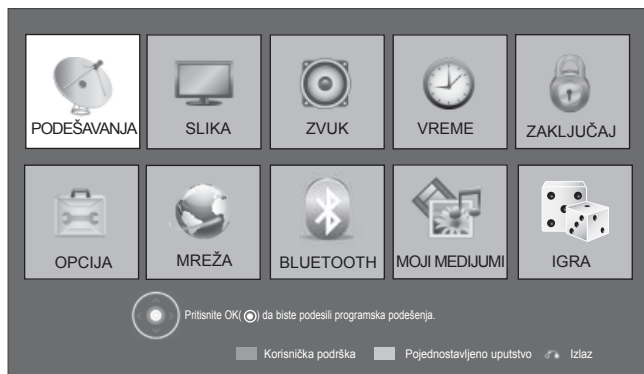 PODEŠAVANJA SLIKA ZVUK VREME ZAKLJUČAJ
OPCIJA MREŽA BLUETOOTH MOJI MEDIJUMI IGRA
Pritisnite OK( ) da biste podesili programska podešenja.
Korisnička podrška Pojednostavljeno uputstvo Izlaz